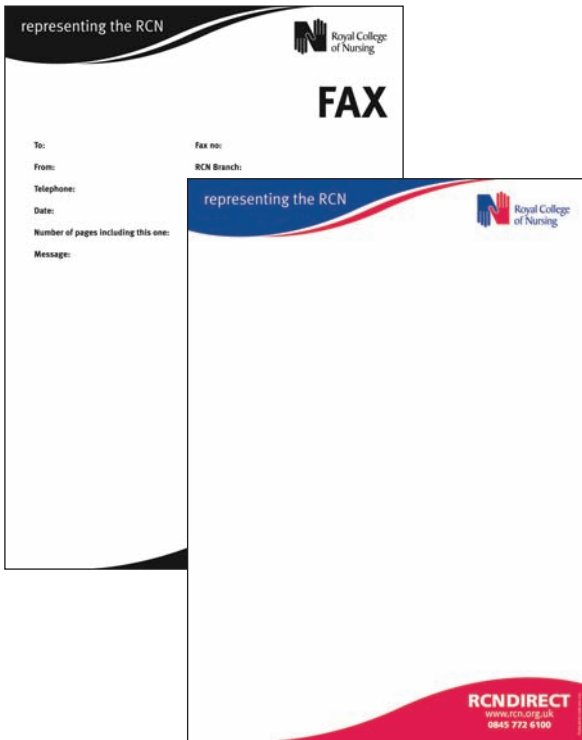 representing the RCN
Royal College
of Nursing
FAX
To:
Fax no:
From:
RCN Branch:
Telephone:
Date:
Number of pages including this one:
Message:
representing the RCN
Royal College
of Nursing
RCNDIRECT
www.rcn.org.uk
0845 772 6100